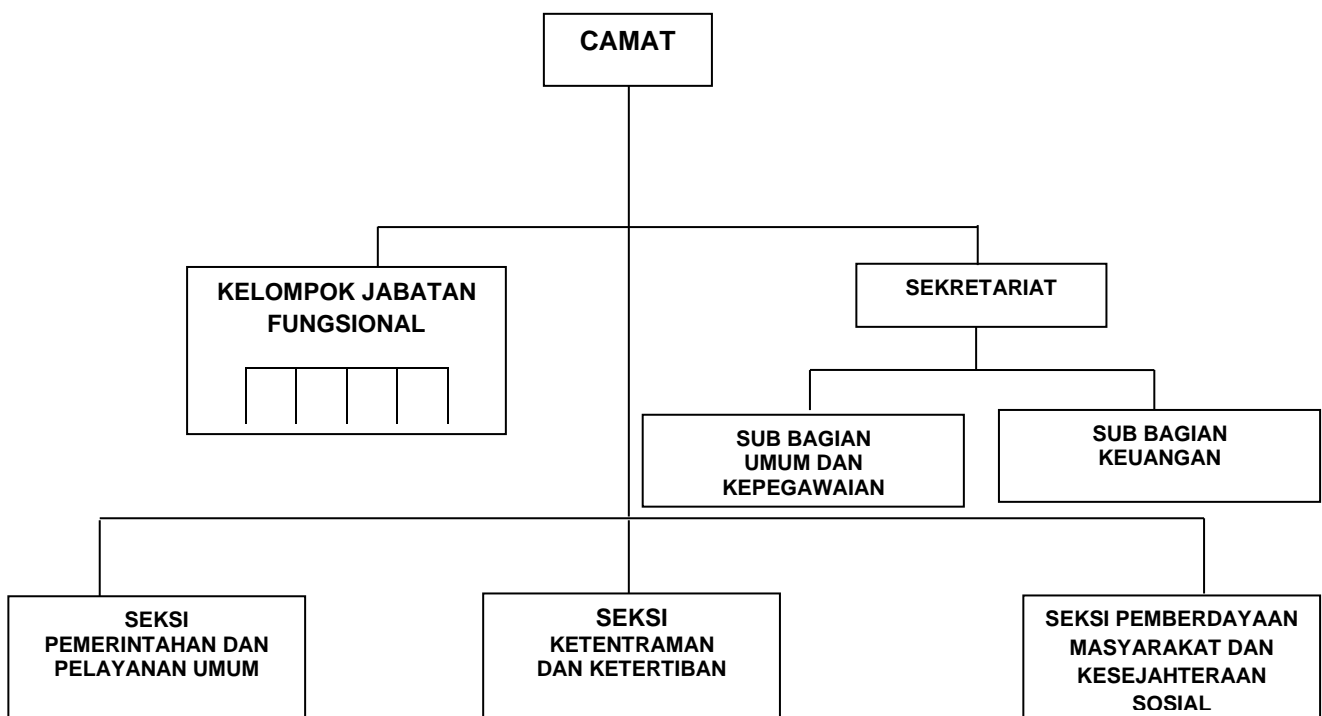 CAMAT
KELOMPOK JABATAN
FUNGSIONAL
SEKRETARIAT
SUB BAGIAN
UMUM DAN
KEPEGAWAIAN
SUB BAGIAN
KEUANGAN
SEKSI
PEMERINTAHAN DAN
PELAYANAN UMUM
SEKSI
KETENTRAMAN
DAN KETERTIBAN
SEKSI PEMBERDAYAAN
MASYARAKAT DAN
KESEJAHTERAAN
SOSIAL